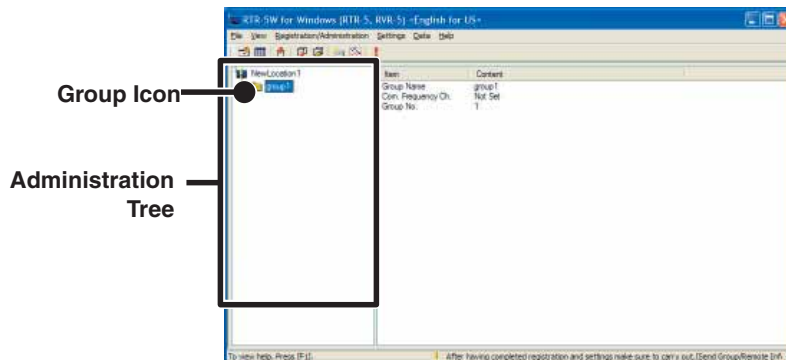 RTR-5W for Windows (RTR-5, RVR-5) -English for US-
File View Registration/Administration Settings Data Help
Group Icon
Administration
Tree
NewLocation1
group1
Item Content
Group Name group1
Com. Frequency Ch. Not Set
Group No. 1
To view help, Press [F1].
After having completed registration and settings make sure to carry out, [Send Group/Remote Inf